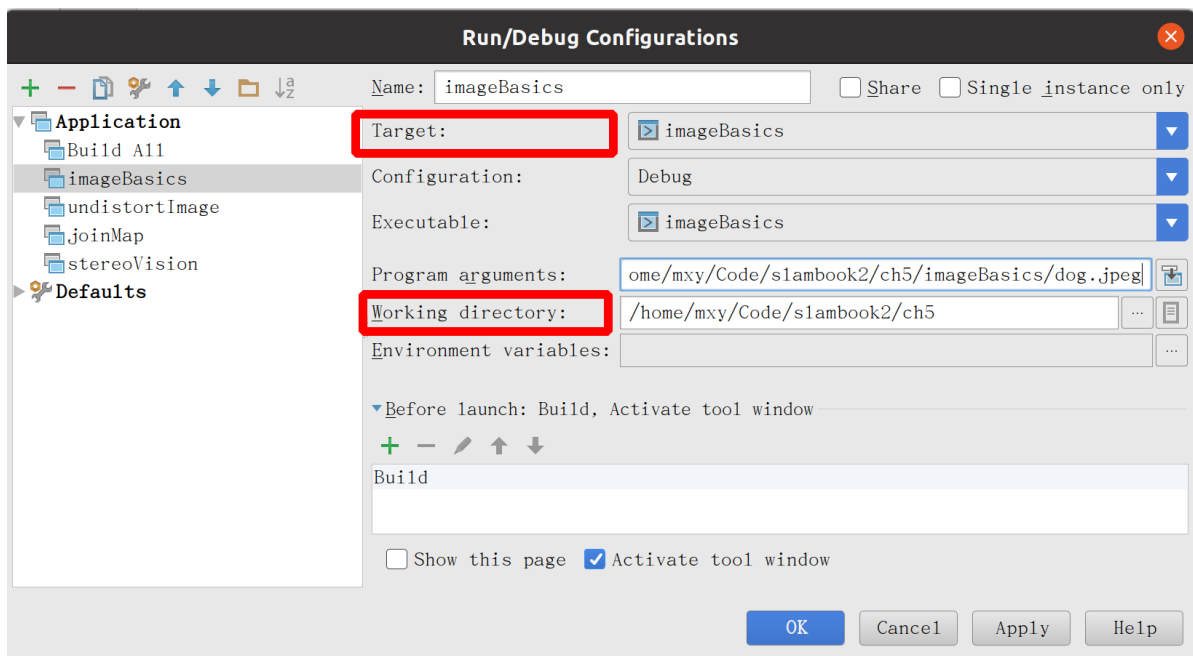 Run/Debug Configurations
Name: imageBasics Share Single instance only
Application
Build All
imageBasics
undistortImage
joinMap
stereoVision
Defaults
Target: imageBasics
Configuration: Debug
Executable: imageBasics
Program arguments: ome/mxy/Code/slambook2/ch5/imageBasics/dog.jpeg
Working directory: /home/mxy/Code/slambook2/ch5
Environment variables:
Before launch: Build, Activate tool window
Build
Show this page Activate tool window
OK Cancel Apply Help